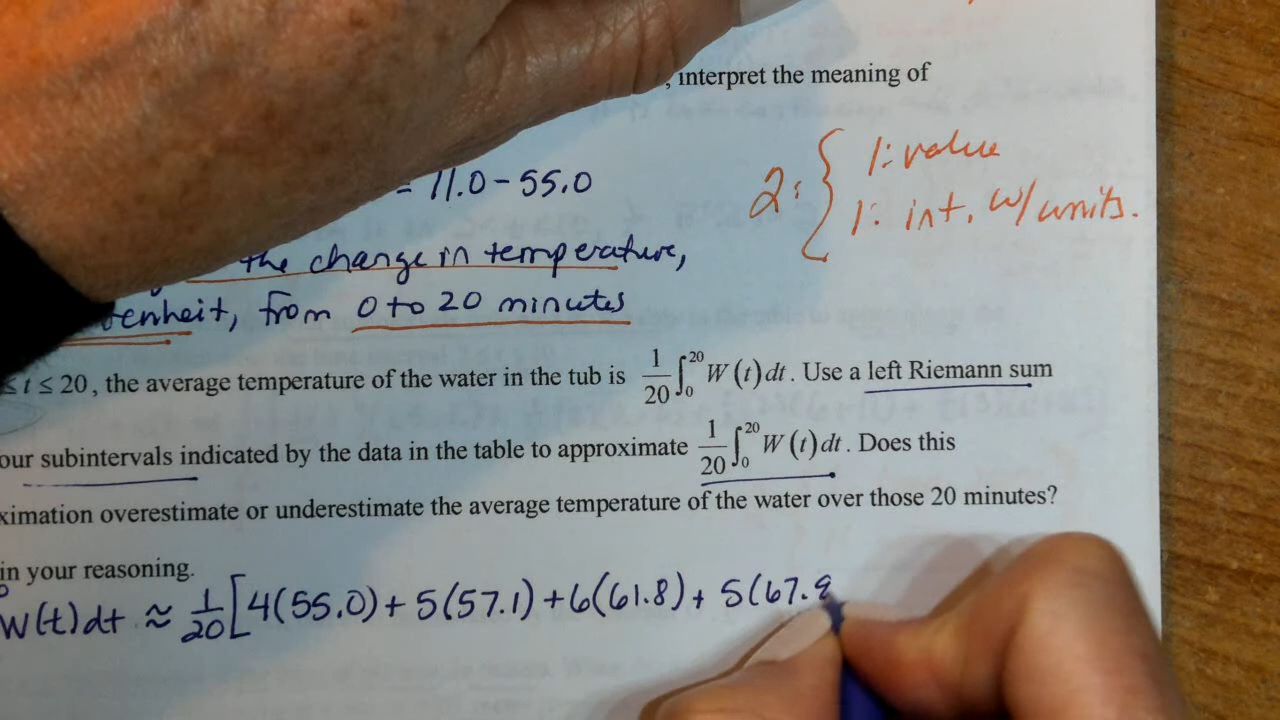 , interpret the meaning of
= 11.0 - 55.0
2: { 1: value
1: int. w/ units.
the change in temperature,
enheit, from 0 to 20 minutes
≤ t ≤ 20, the average temperature of the water in the tub is 1/20 ∫₀²⁰ W(t) dt. Use a left Riemann sum
our subintervals indicated by the data in the table to approximate 1/20 ∫₀²⁰ W(t) dt. Does this
ximation overestimate or underestimate the average temperature of the water over those 20 minutes?
in your reasoning.
W(t)dt ≈ 1/20 [4(55.0) + 5(57.1) + 6(61.8) + 5(67.9